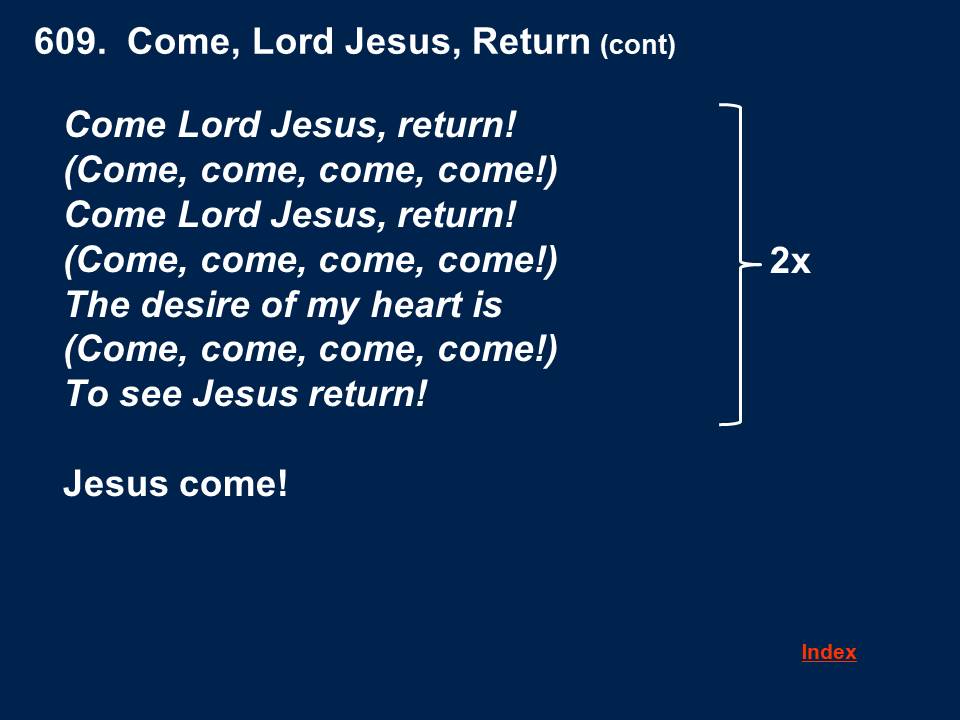 609. Come, Lord Jesus, Return (cont)
Come Lord Jesus, return!
(Come, come, come, come!)
Come Lord Jesus, return!
(Come, come, come, come!)
2x
The desire of my heart is
(Come, come, come, come!)
To see Jesus return!
Jesus come!
Index